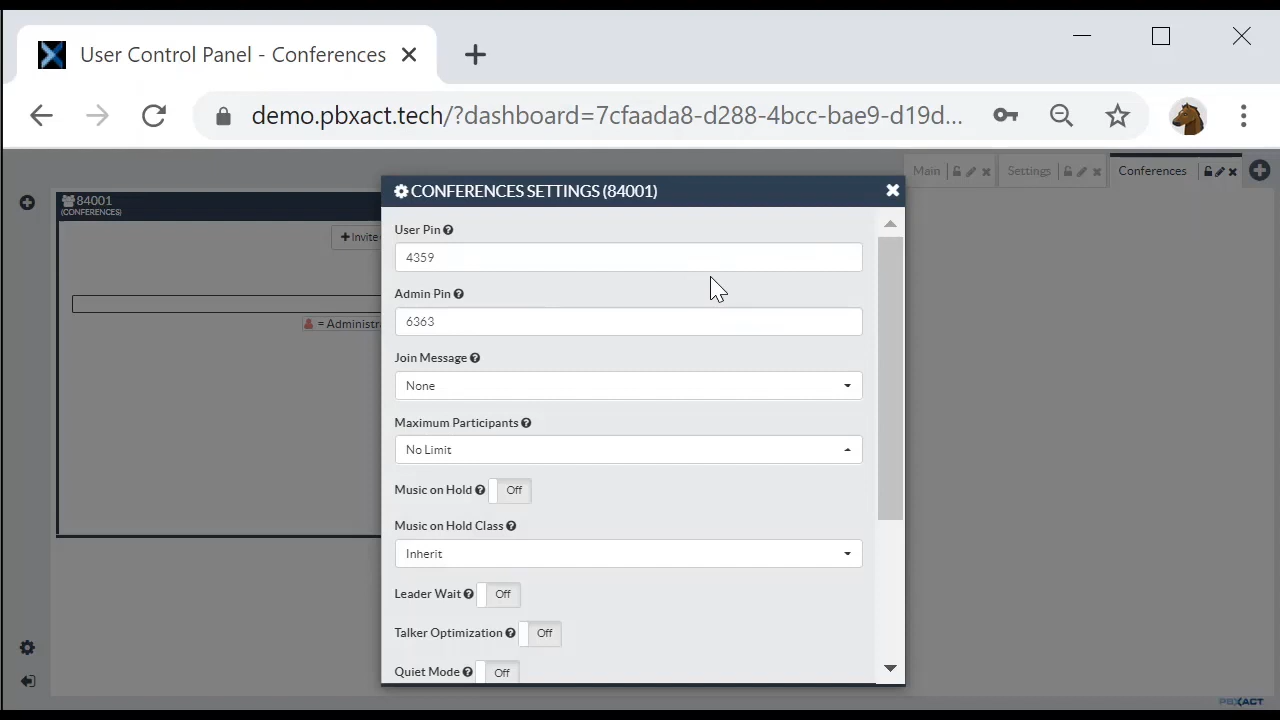 User Control Panel - Conferences
demo.pbxact.tech/?dashboard=7cfaada8-d288-4bcc-bae9-d19d...
Main
Settings
Conferences
84001
(CONFERENCES)
Invite
= Administra
CONFERENCES SETTINGS (84001)
User Pin
4359
Admin Pin
6363
Join Message
None
Maximum Participants
No Limit
Music on Hold Off
Music on Hold Class
Inherit
Leader Wait Off
Talker Optimization Off
Quiet Mode Off
PBXACT